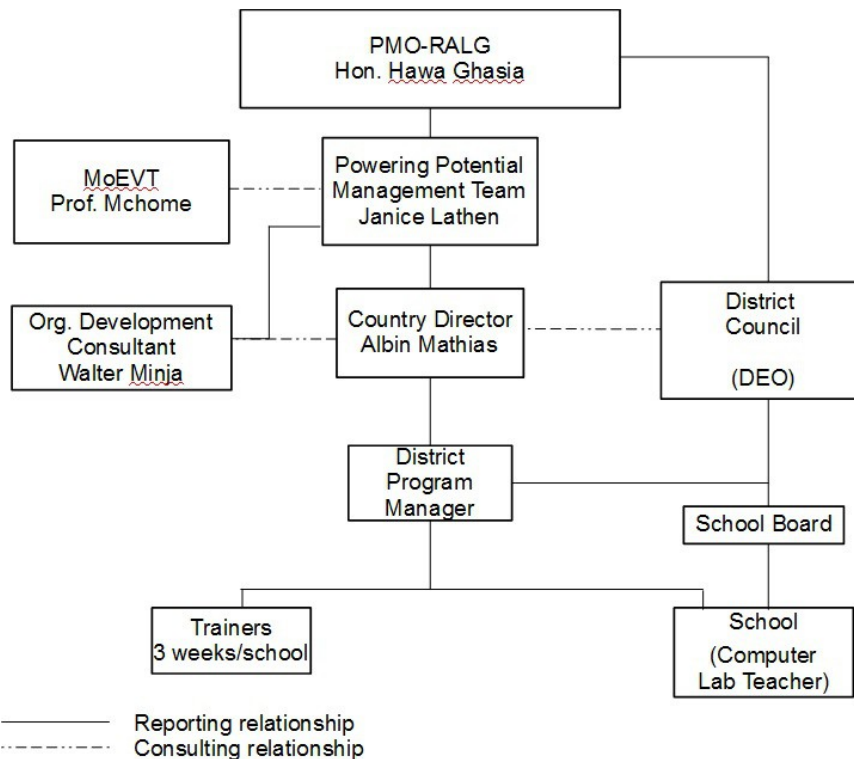 PMO-RALG
Hon. Hawa Ghasia
MoEVT
Prof. Mchome
Powering Potential
Management Team
Janice Lathen
Org. Development
Consultant
Walter Minja
Country Director
Albin Mathias
District
Council
(DEO)
District
Program
Manager
School Board
Trainers
3 weeks/school
School
(Computer
Lab Teacher)
Reporting relationship
Consulting relationship